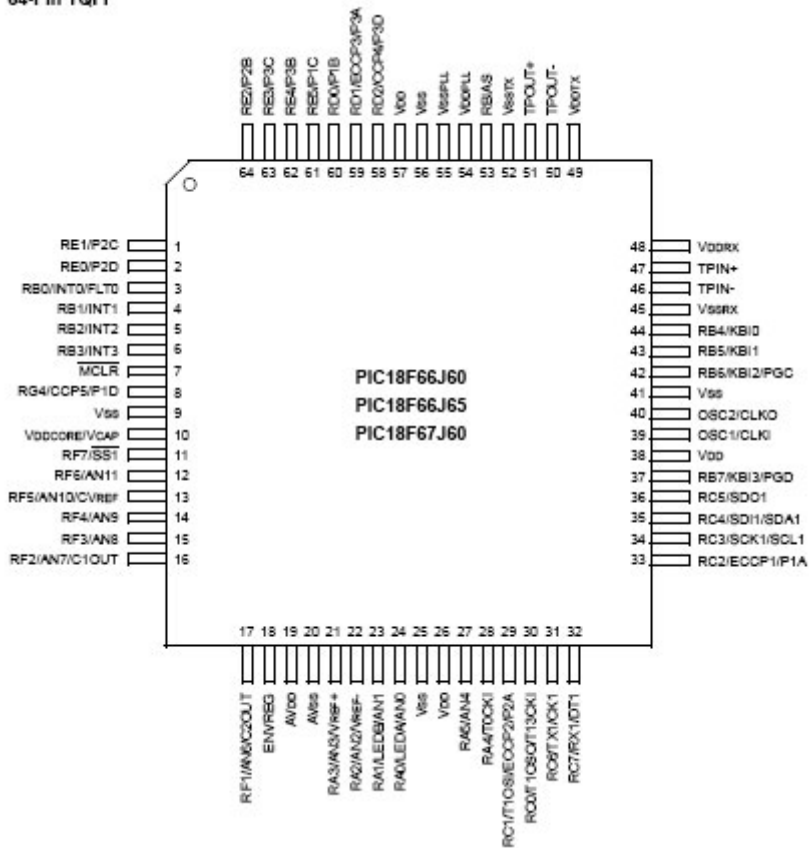 64-Pin TQFP
RE2/P2B
RE3/P3C
RE4/P3B
RE5/P1C
RD0/P1B
RD1/ECCP3/P3A
RD2/CCP4/P3D
VDD
VSS
VSSPLL
VDDPLL
RBIAS
VSSTX
TPOUT+
TPOUT-
VDDTX
64 63 62 61 60 59 58 57 56 55 54 53 52 51 50 49
RE1/P2C 1
RE0/P2D 2
RB0/INT0/FLT0 3
RB1/INT1 4
RB2/INT2 5
RB3/INT3 6
MCLR 7
RG4/CCP5/P1D 8
VSS 9
VDDCORE/VCAP 10
RF7/SS1 11
RF6/AN11 12
RF5/AN10/CVREF 13
RF4/AN9 14
RF3/AN8 15
RF2/AN7/C1OUT 16
PIC18F66J60
PIC18F66J65
PIC18F67J60
48 VDDRX
47 TPIN+
46 TPIN-
45 VSSRX
44 RB4/KBI0
43 RB5/KBI1
42 RB6/KBI2/PGC
41 VSS
40 OSC2/CLKO
39 OSC1/CLKI
38 VDD
37 RB7/KBI3/PGD
36 RC5/SDO1
35 RC4/SDI1/SDA1
34 RC3/SCK1/SCL1
33 RC2/ECCP1/P1A
17 18 19 20 21 22 23 24 25 26 27 28 29 30 31 32
RF1/AN6/C2OUT
ENVREG
AVDD
AVSS
RA3/AN3/VREF+
RA2/AN2/VREF-
RA1/LEDB/AN1
RA0/LEDA/AN0
VSS
VDD
RA5/AN4
RA4/T0CKI
RC1/T1OSI/ECCP2/P2A
RC0/T1OSO/T13CKI
RC6/TX1/CK1
RC7/RX1/DT1